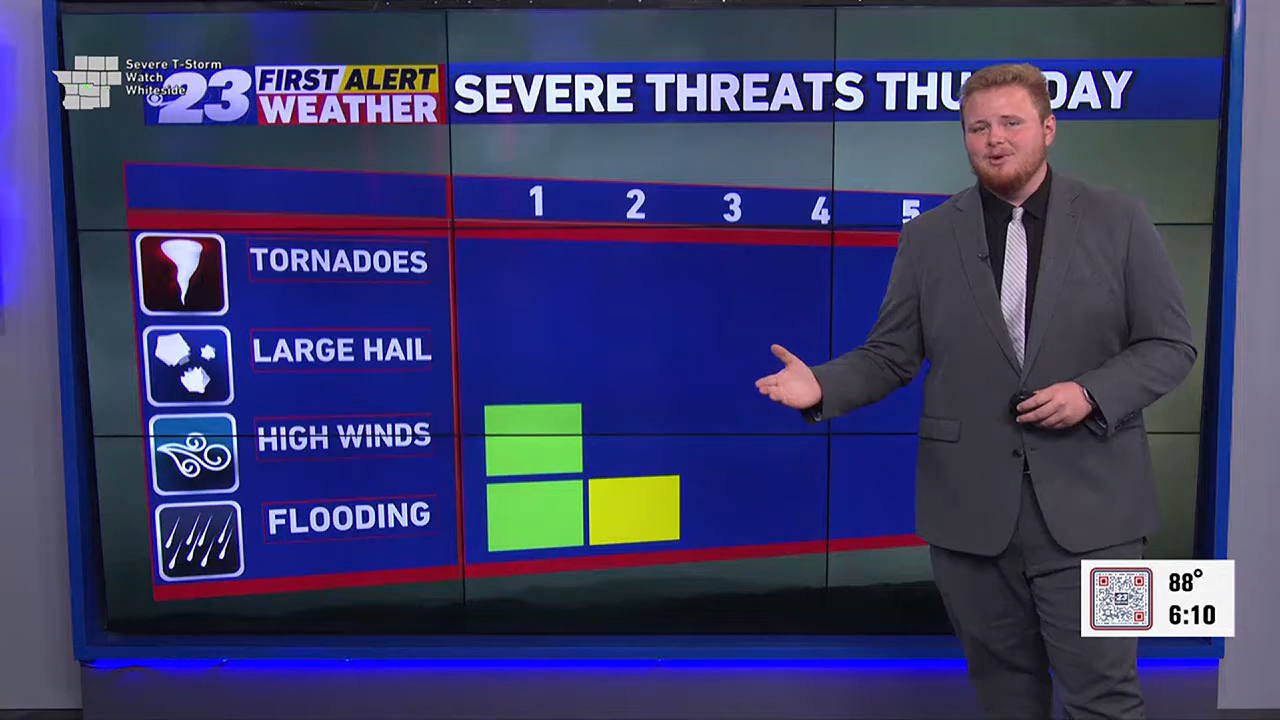 Severe T-Storm
Watch
Whiteside
23 FIRST ALERT
WEATHER
SEVERE THREATS THU DAY
1 2 3 4 5
TORNADOES
LARGE HAIL
HIGH WINDS
FLOODING
88°
6:10